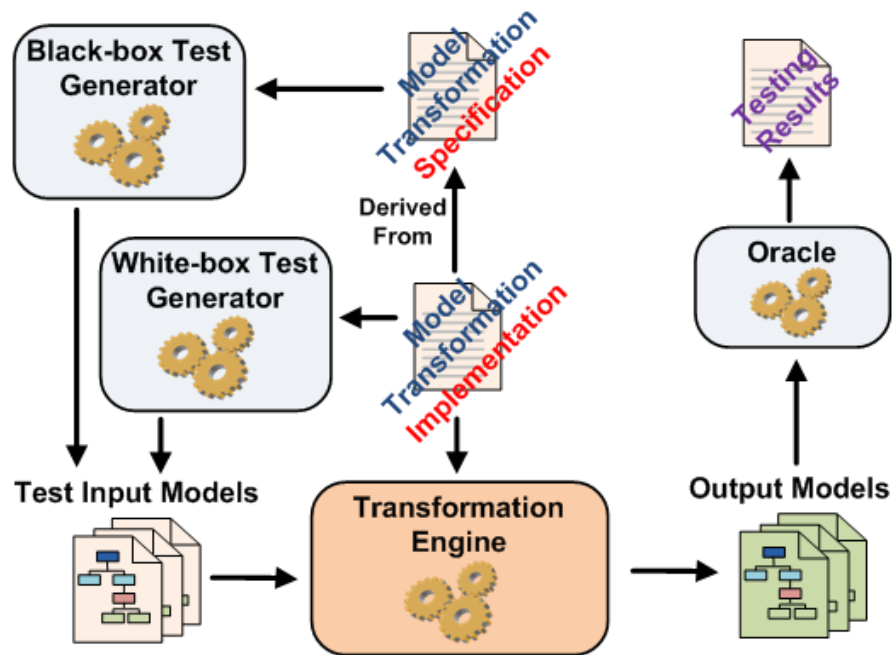 Black-box Test
Generator
Model
Transformation
Specification
Testing
Results
Derived
From
White-box Test
Generator
Model
Transformation
Implementation
Oracle
Test Input Models
Transformation
Engine
Output Models